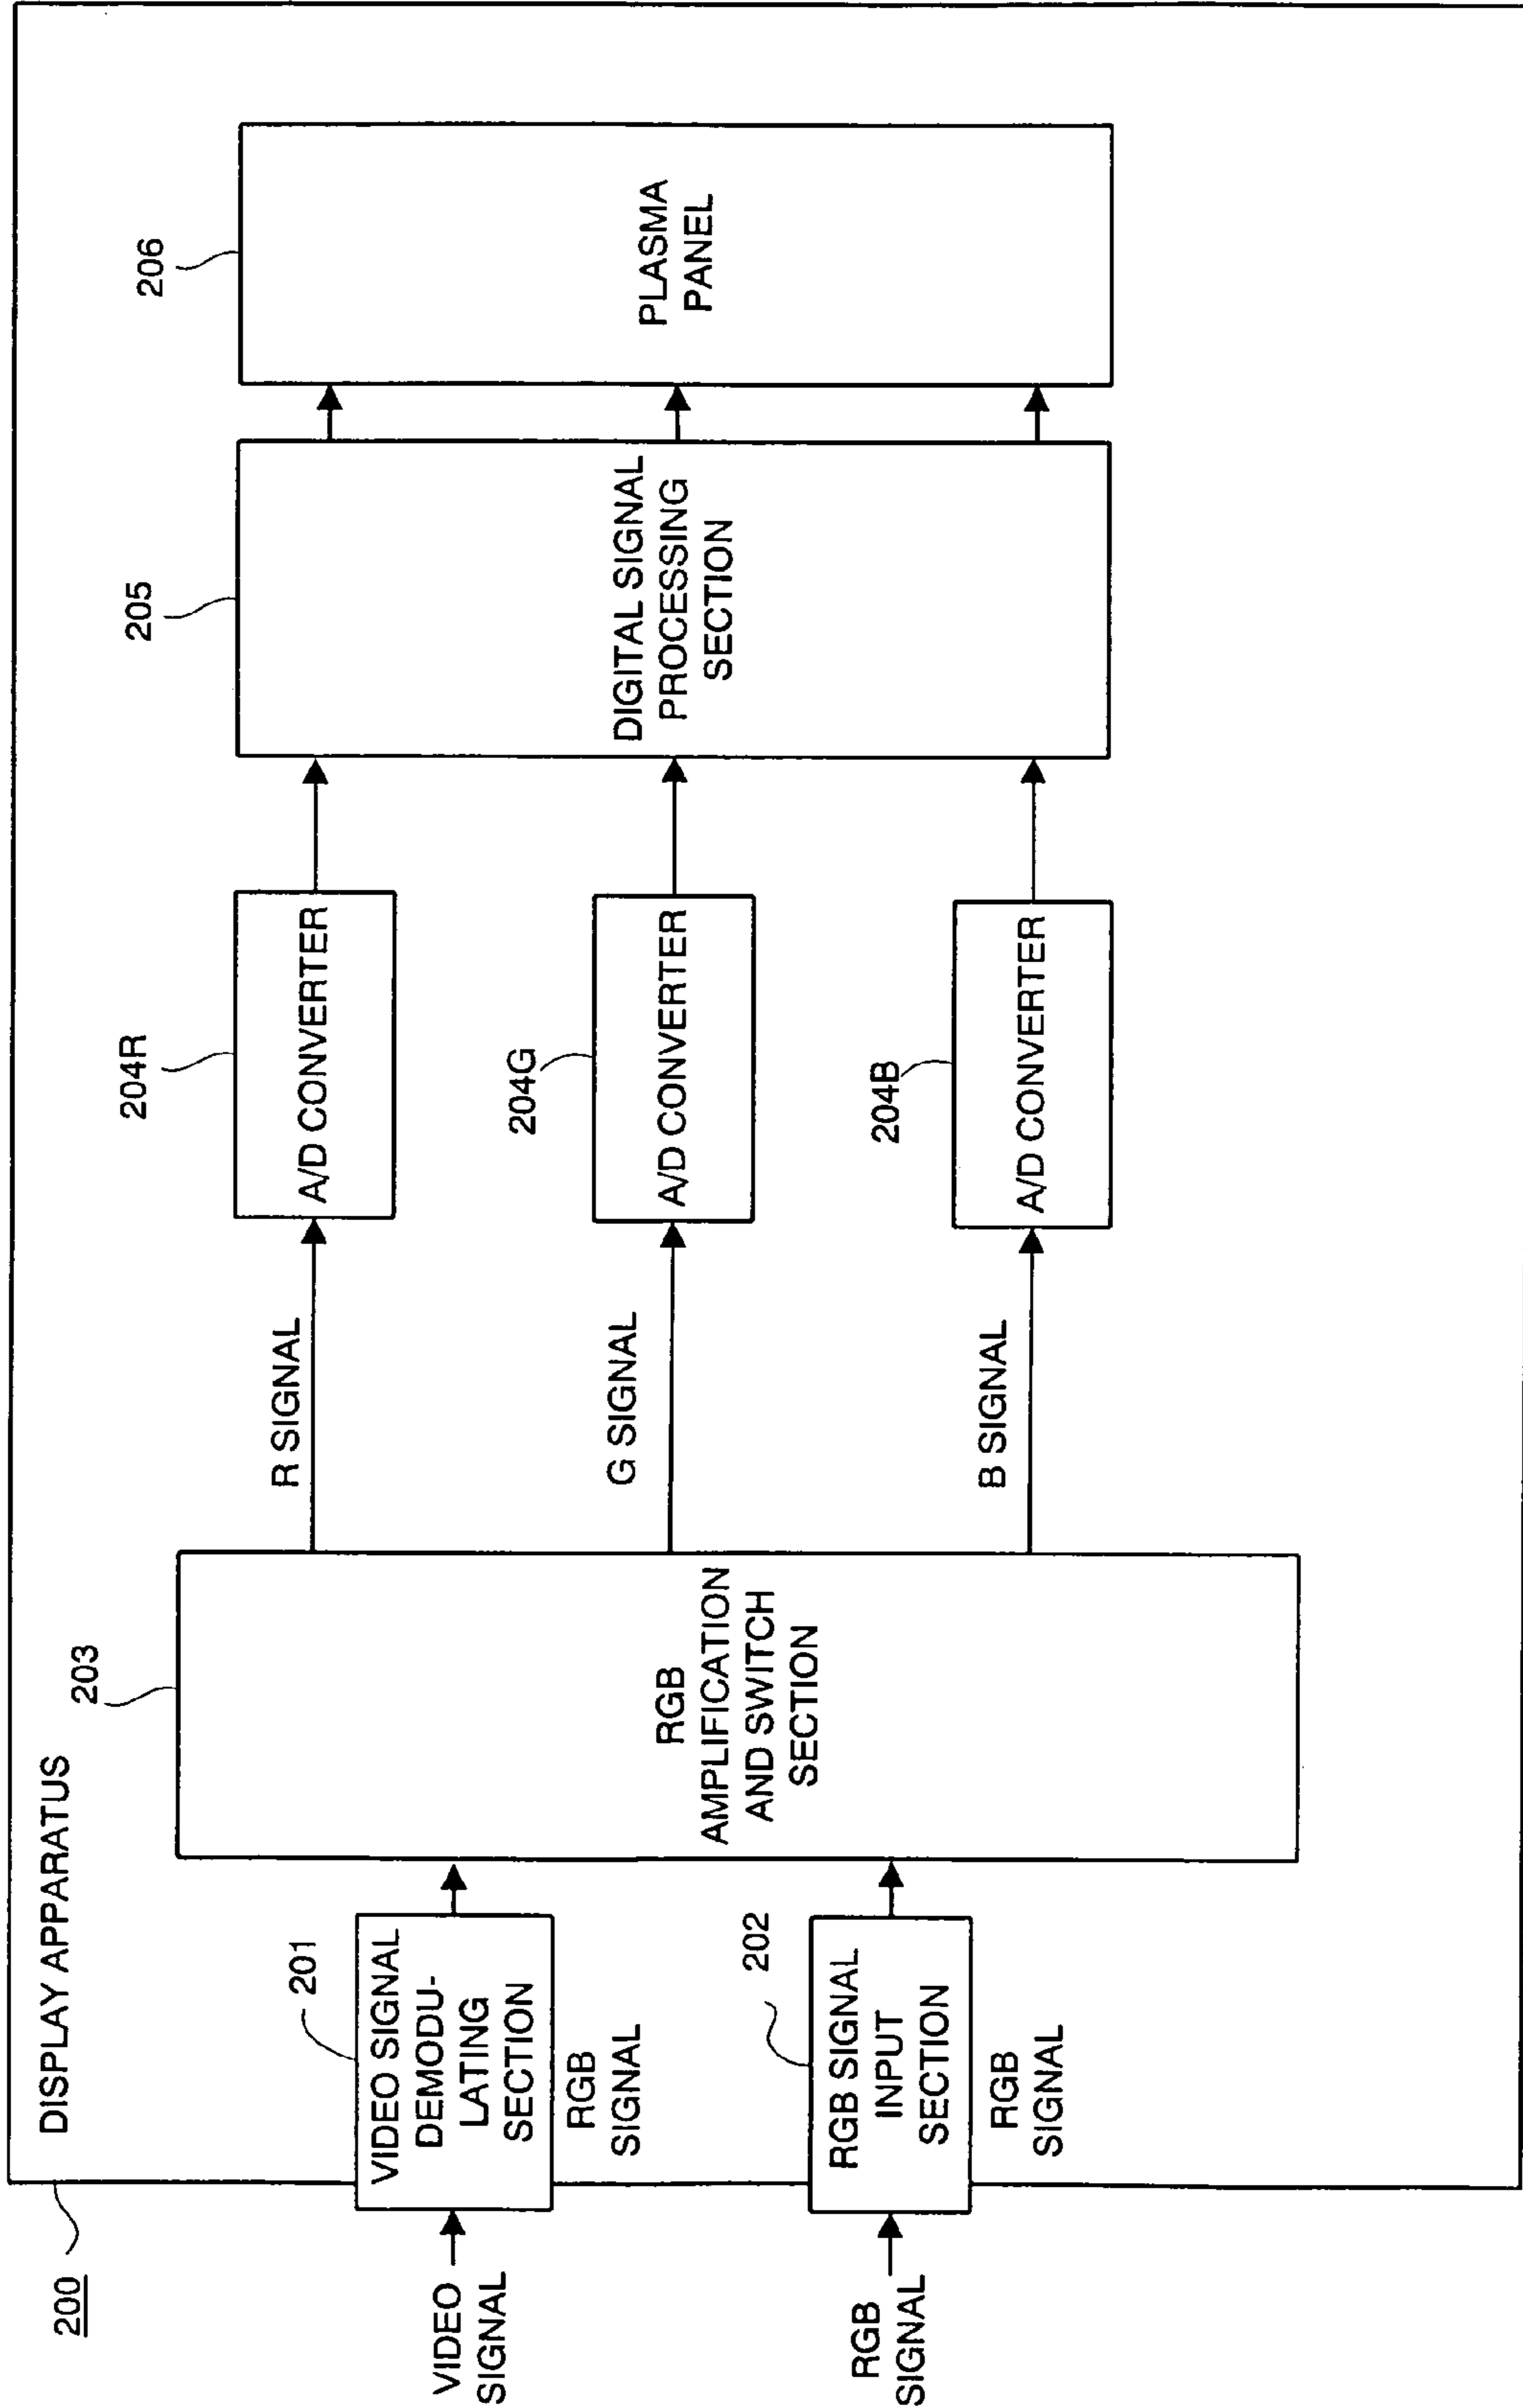 200
DISPLAY APPARATUS
VIDEO
SIGNAL
201
VIDEO SIGNAL
DEMODU-
LATING
SECTION
RGB
SIGNAL
RGB
SIGNAL
202
RGB SIGNAL
INPUT
SECTION
RGB
SIGNAL
203
RGB
AMPLIFICATION
AND SWITCH
SECTION
R SIGNAL
G SIGNAL
B SIGNAL
204R
A/D CONVERTER
204G
A/D CONVERTER
204B
A/D CONVERTER
205
DIGITAL SIGNAL
PROCESSING
SECTION
206
PLASMA
PANEL